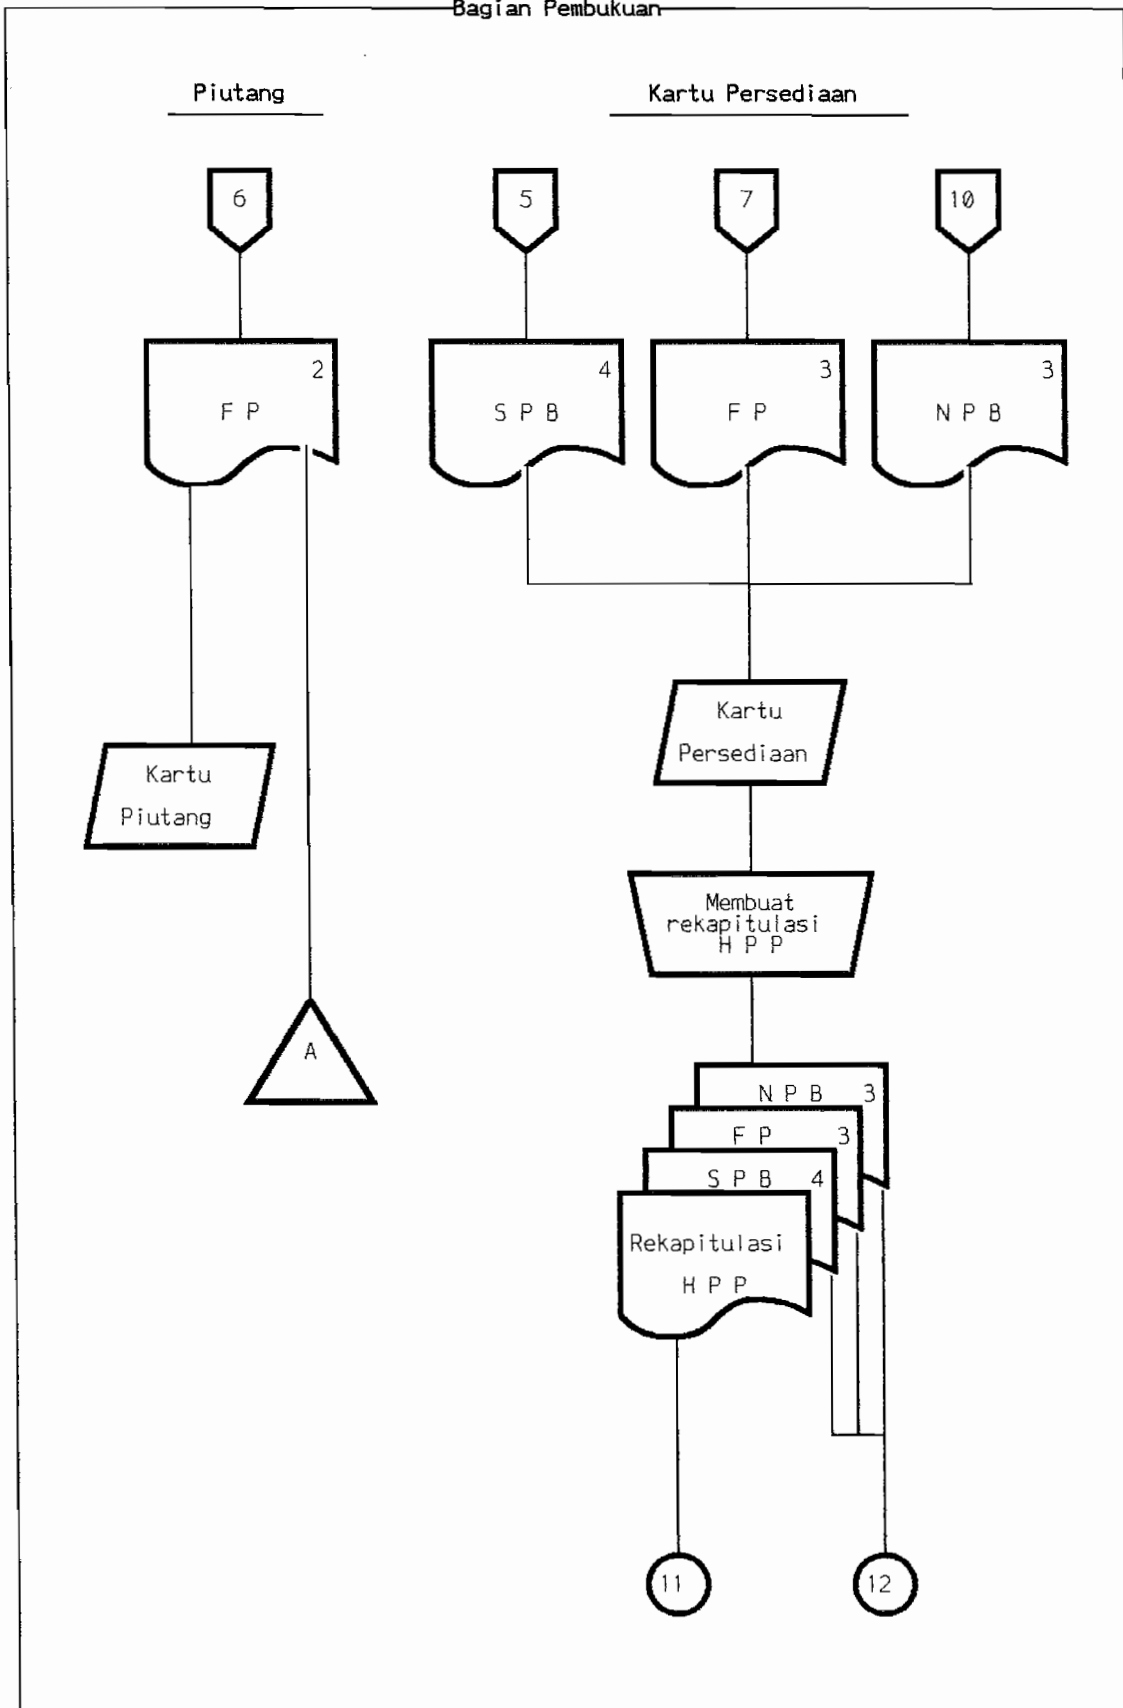 Bagian Pembukuan
Piutang
Kartu Persediaan
6
5
7
10
2
F P
4
S P B
3
F P
3
N P B
Kartu
Persediaan
Kartu
Piutang
Membuat
rekapitulasi
H P P
A
N P B 3
F P 3
S P B 4
Rekapitulasi
H P P
11
12